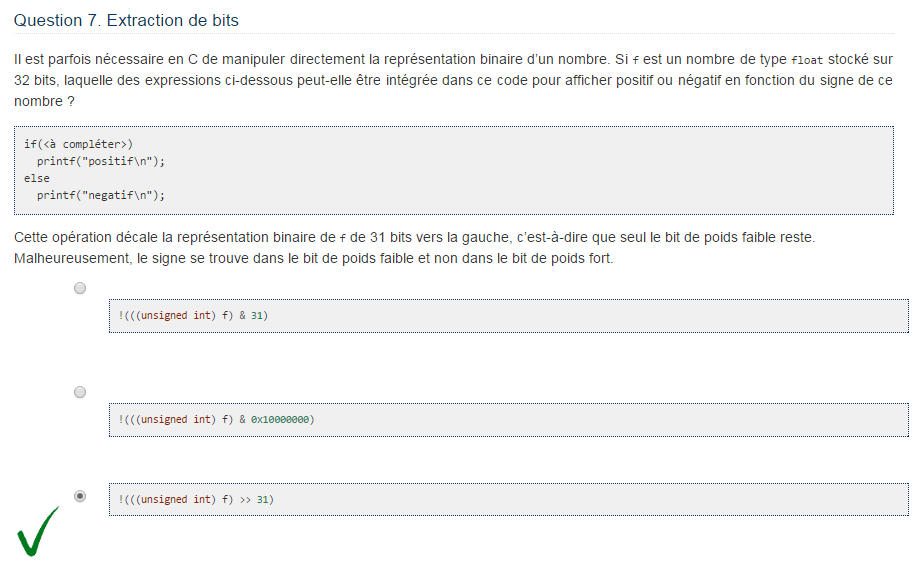 Question 7. Extraction de bits
Il est parfois nécessaire en C de manipuler directement la représentation binaire d'un nombre. Si f est un nombre de type float stocké sur
32 bits, laquelle des expressions ci-dessous peut-elle être intégrée dans ce code pour afficher positif ou négatif en fonction du signe de ce
nombre ?
if(<à compléter>)
  printf("positif\n");
else
  printf("negatif\n");
Cette opération décale la représentation binaire de f de 31 bits vers la gauche, c'est-à-dire que seul le bit de poids faible reste.
Malheureusement, le signe se trouve dans le bit de poids faible et non dans le bit de poids fort.
!(((unsigned int) f) & 31)
!(((unsigned int) f) & 0x10000000)
!(((unsigned int) f) >> 31)